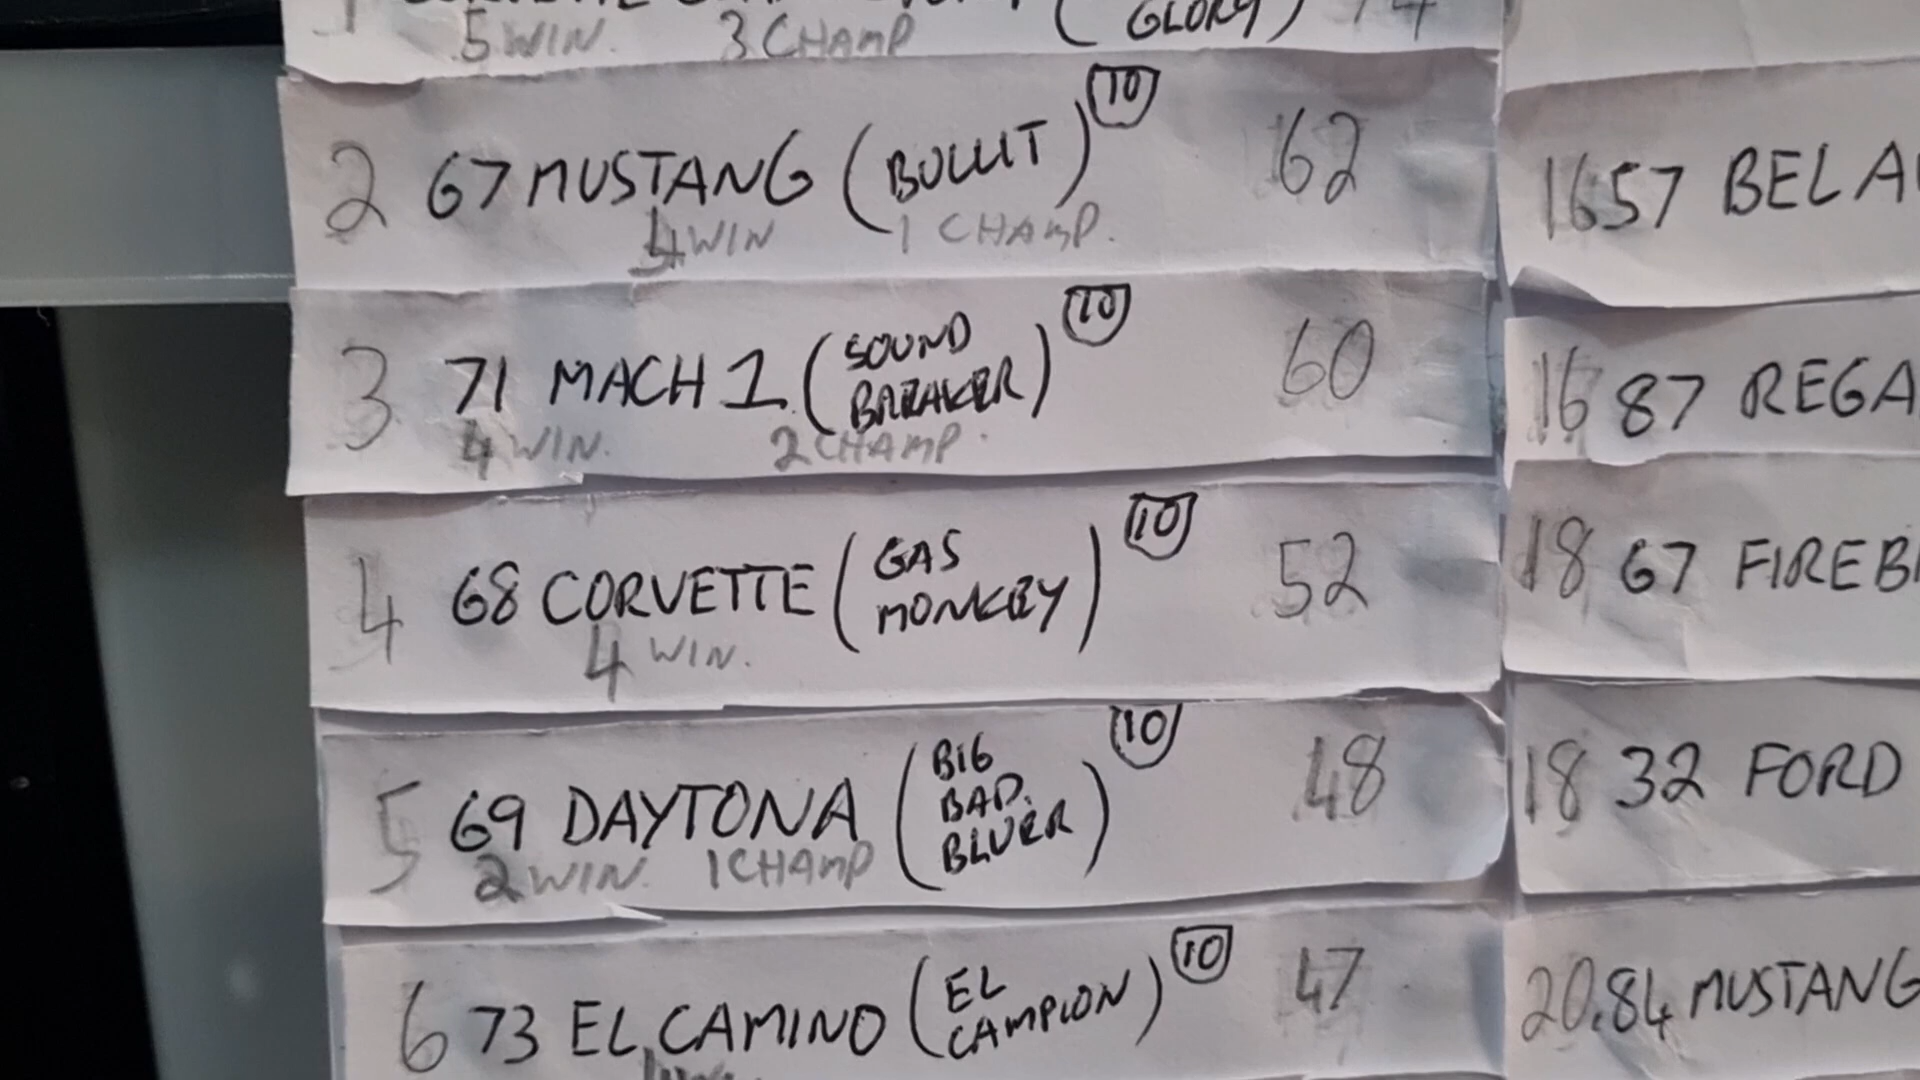 5 WIN. 3 CHAMP (GLORY) 74
2 67 MUSTANG (BULLIT) 10 62
4 WIN 1 CHAMP.
3 71 MACH 1 (SOUND BREAKER) 10 60
4 WIN. 2 CHAMP.
4 68 CORVETTE (GAS MONKEY) 10 52
4 WIN.
5 69 DAYTONA (BIG BAD BLUER) 10 48
2 WIN. 1 CHAMP
6 73 EL CAMINO (EL CAMPION) 10 47
16 57 BEL A
16 87 REGA
18 67 FIREB
18 32 FORD
20 84 MUSTANG